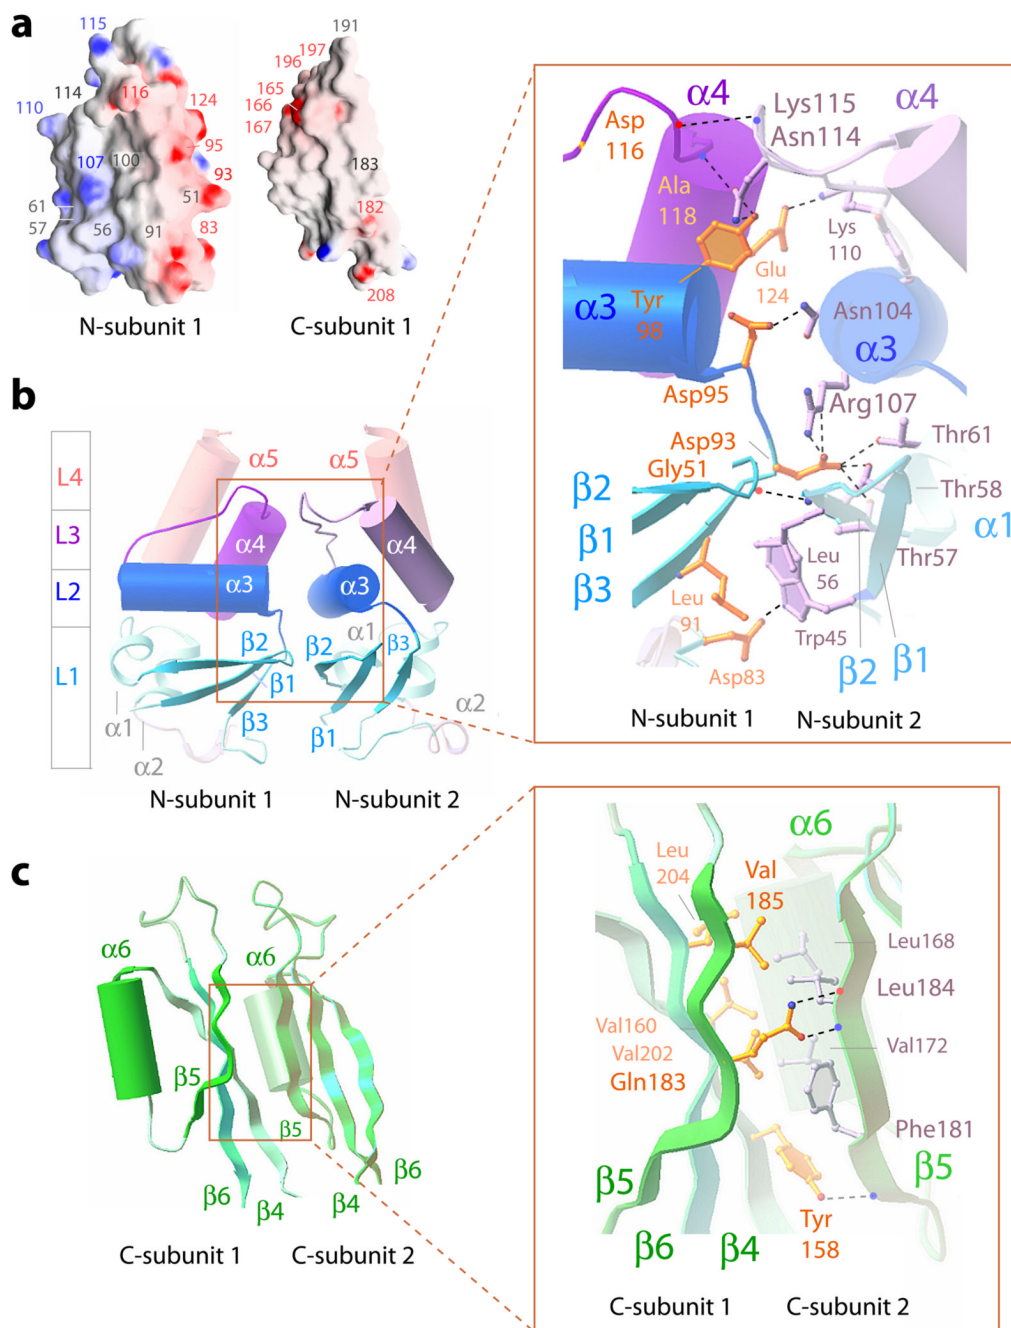 a
115
114
116
110
124
95
107
100
93
61
51
57
56
91
83
N-subunit 1
191
197
196
165
166
167
183
182
208
C-subunit 1
b
L4
L3
L2
L1
α5
α5
α4
α4
α3
α3
β2
α1
β3
β2
β1
β3
β1
α1
α2
α2
N-subunit 1
N-subunit 2
α4
Lys115
Asn114
α4
Asp
116
Ala
118
Lys
110
Glu
124
α3
Tyr
98
Asn104
α3
Asp95
Arg107
Asp93
Gly51
Thr61
β2
Thr58
α1
β1
Leu
56
Thr57
β3
Leu
91
Trp45
Asp83
β2
β1
N-subunit 1
N-subunit 2
c
α6
α6
β5
β5
β6
β4
β4
β6
C-subunit 1
C-subunit 2
α6
Leu
204
Val
185
Leu168
Leu184
Val160
Val202
Gln183
Val172
Phe181
β5
β5
β6
β4
Tyr
158
C-subunit 1
C-subunit 2